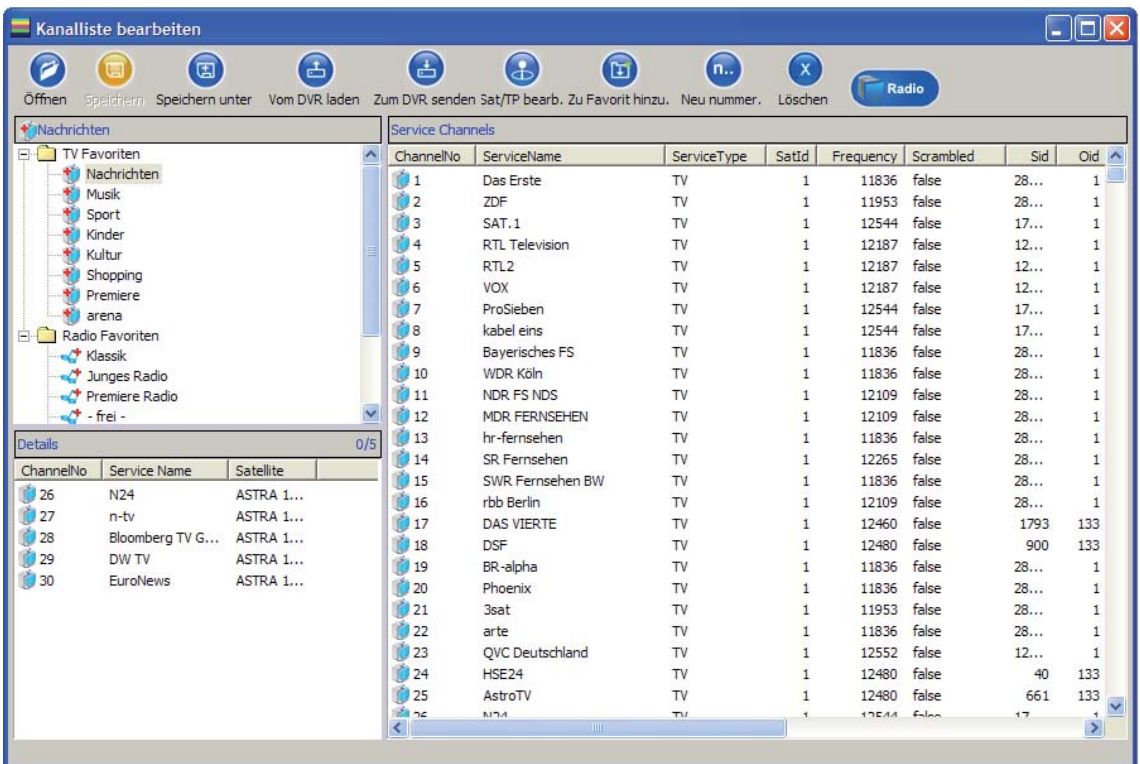 Kanalliste bearbeiten
Öffnen Speichern Speichern unter Vom DVR laden Zum DVR senden Sat/TP bearb. Zu Favorit hinzu. Neu nummer. Löschen Radio
n.. X
Nachrichten
TV Favoriten
Nachrichten
Musik
Sport
Kinder
Kultur
Shopping
Premiere
arena
Radio Favoriten
Klassik
Junges Radio
Premiere Radio
- frei -
Details 0/5
ChannelNo Service Name Satellite
26 N24 ASTRA 1...
27 n-tv ASTRA 1...
28 Bloomberg TV G... ASTRA 1...
29 DW TV ASTRA 1...
30 EuroNews ASTRA 1...
Service Channels
ChannelNo ServiceName ServiceType SatId Frequency Scrambled Sid Oid
1 Das Erste TV 1 11836 false 28... 1
2 ZDF TV 1 11953 false 28... 1
3 SAT.1 TV 1 12544 false 17... 1
4 RTL Television TV 1 12187 false 12... 1
5 RTL2 TV 1 12187 false 12... 1
6 VOX TV 1 12187 false 12... 1
7 ProSieben TV 1 12544 false 17... 1
8 kabel eins TV 1 12544 false 17... 1
9 Bayerisches FS TV 1 11836 false 28... 1
10 WDR Köln TV 1 11836 false 28... 1
11 NDR FS NDS TV 1 12109 false 28... 1
12 MDR FERNSEHEN TV 1 12109 false 28... 1
13 hr-fernsehen TV 1 11836 false 28... 1
14 SR Fernsehen TV 1 12265 false 28... 1
15 SWR Fernsehen BW TV 1 11836 false 28... 1
16 rbb Berlin TV 1 12109 false 28... 1
17 DAS VIERTE TV 1 12460 false 1793 133
18 DSF TV 1 12480 false 900 133
19 BR-alpha TV 1 11836 false 28... 1
20 Phoenix TV 1 11836 false 28... 1
21 3sat TV 1 11953 false 28... 1
22 arte TV 1 11836 false 28... 1
23 QVC Deutschland TV 1 12552 false 12... 1
24 HSE24 TV 1 12480 false 40 133
25 AstroTV TV 1 12480 false 661 133
26 N24 TV 1 12544 false 17... 1